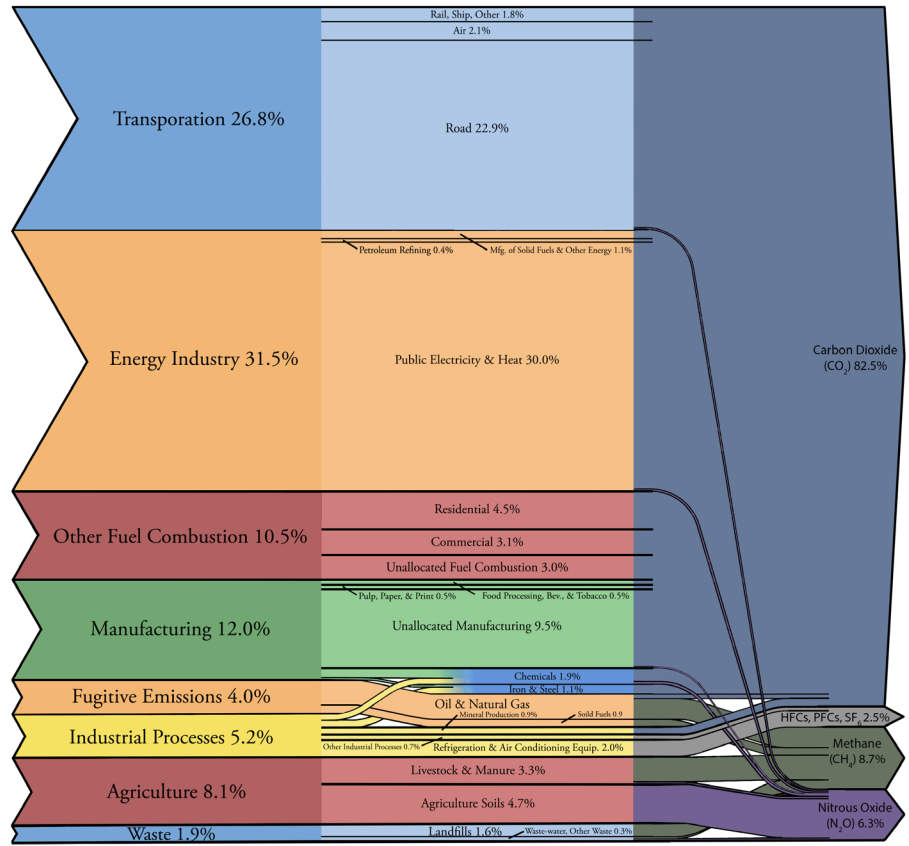 Rail, Ship, Other 1.8%
Air 2.1%
Transporation 26.8%
Road 22.9%
Petroleum Refining 0.4%
Mfg. of Solid Fuels & Other Energy 1.1%
Energy Industry 31.5%
Public Electricity & Heat 30.0%
Carbon Dioxide
(CO2) 82.5%
Residential 4.5%
Other Fuel Combustion 10.5%
Commercial 3.1%
Unallocated Fuel Combustion 3.0%
Pulp, Paper, & Print 0.5%
Food Processing, Bev., & Tobacco 0.5%
Manufacturing 12.0%
Unallocated Manufacturing 9.5%
Chemicals 1.9%
Iron & Steel 1.1%
Fugitive Emissions 4.0%
Oil & Natural Gas
Mineral Production 0.9%
Soild Fuels 0.9
HFCs, PFCs, SF6 2.5%
Industrial Processes 5.2%
Other Industrial Processes 0.7%
Refrigeration & Air Conditioning Equip. 2.0%
Methane
(CH4) 8.7%
Livestock & Manure 3.3%
Agriculture 8.1%
Agriculture Soils 4.7%
Nitrous Oxide
(N2O) 6.3%
Waste 1.9%
Landfills 1.6%
Waste-water, Other Waste 0.3%